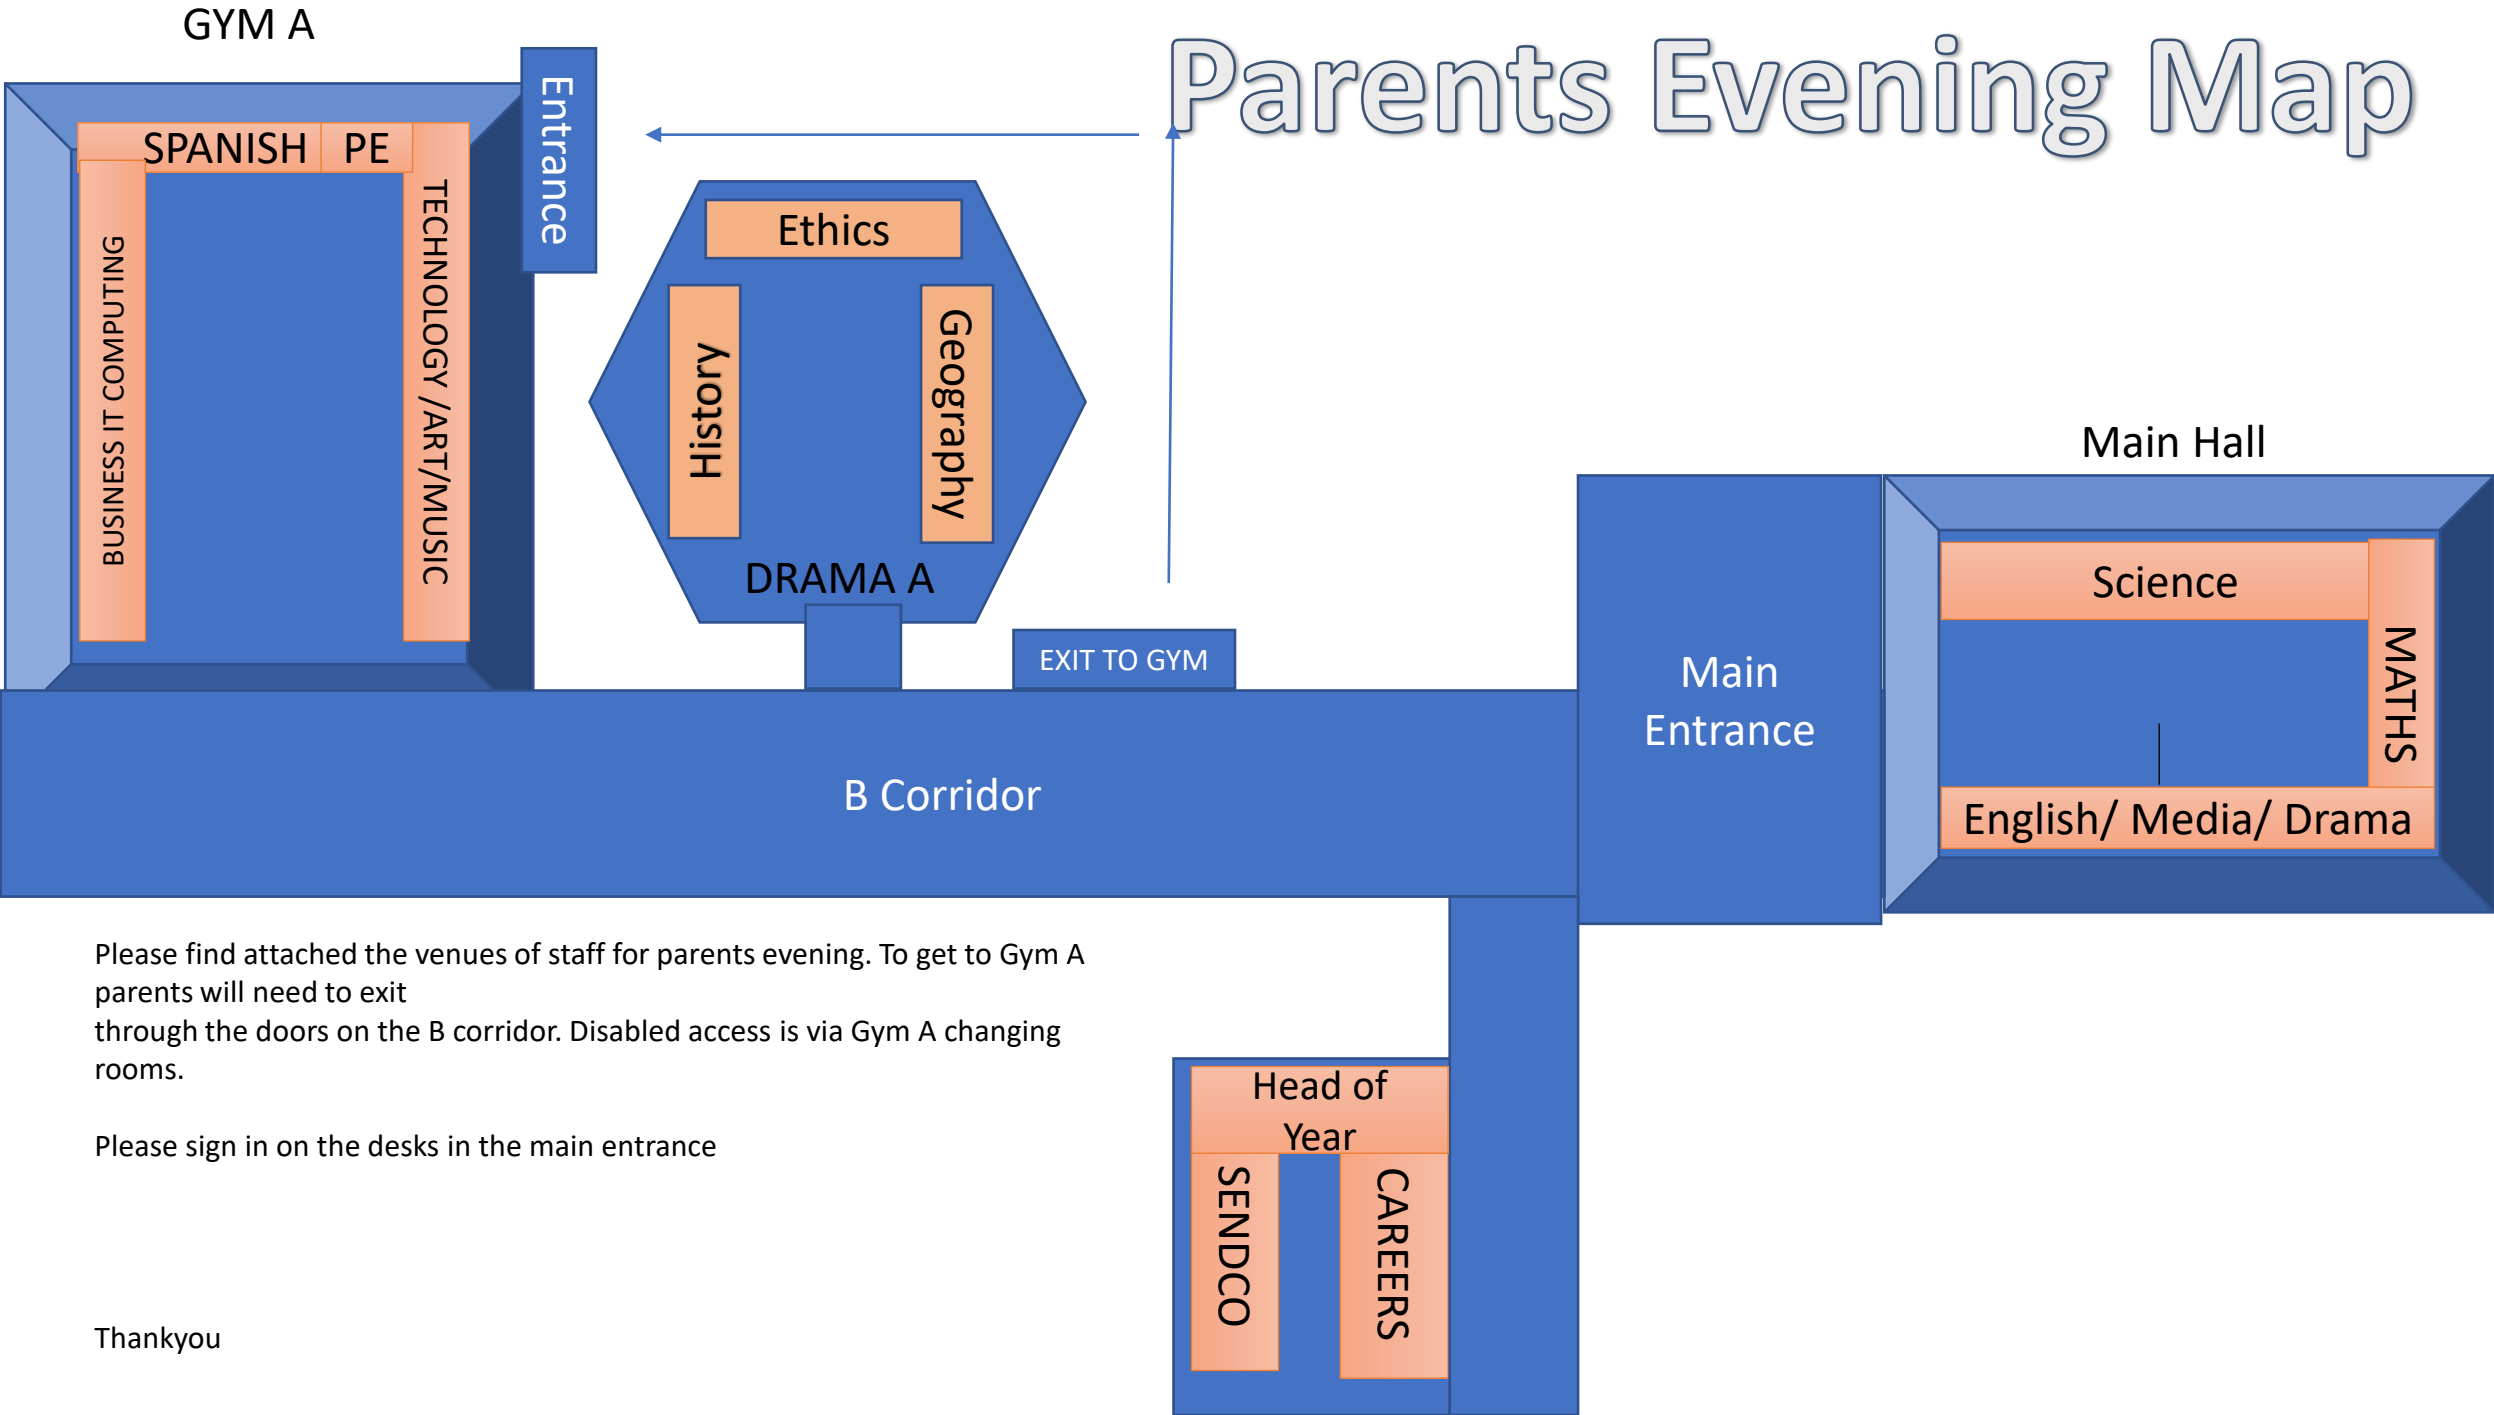 GYM A
Parents Evening Map
Entrance
SPANISH
PE
BUSINESS IT COMPUTING
TECHNOLOGY /ART/MUSIC
Ethics
History
Geography
DRAMA A
EXIT TO GYM
Main Hall
Main
Entrance
Science
MATHS
English/ Media/ Drama
B Corridor
Please find attached the venues of staff for parents evening. To get to Gym A
parents will need to exit
through the doors on the B corridor. Disabled access is via Gym A changing
rooms.
Please sign in on the desks in the main entrance
Thankyou
Head of
Year
SENDCO
CAREERS